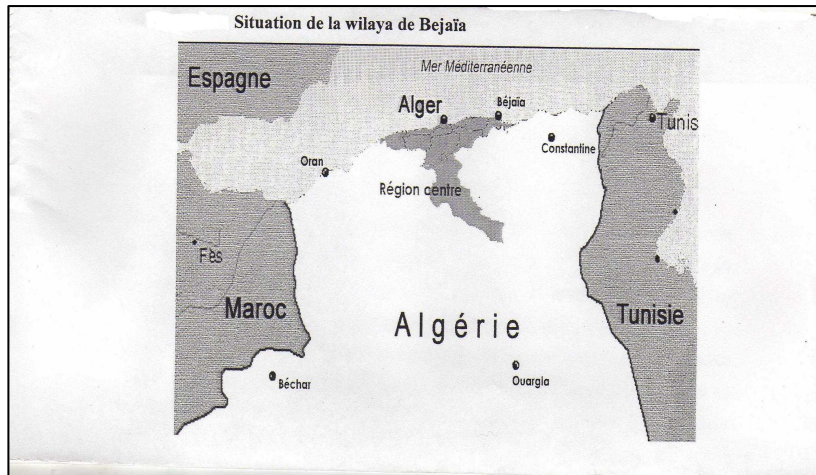 Situation de la wilaya de Bejaïa
Mer Méditerranéenne
Espagne
Alger
Béjaïa
Tunis
Constantine
Oran
Région centre
Fès
Maroc
Algérie
Tunisie
Béchar
Ouargla